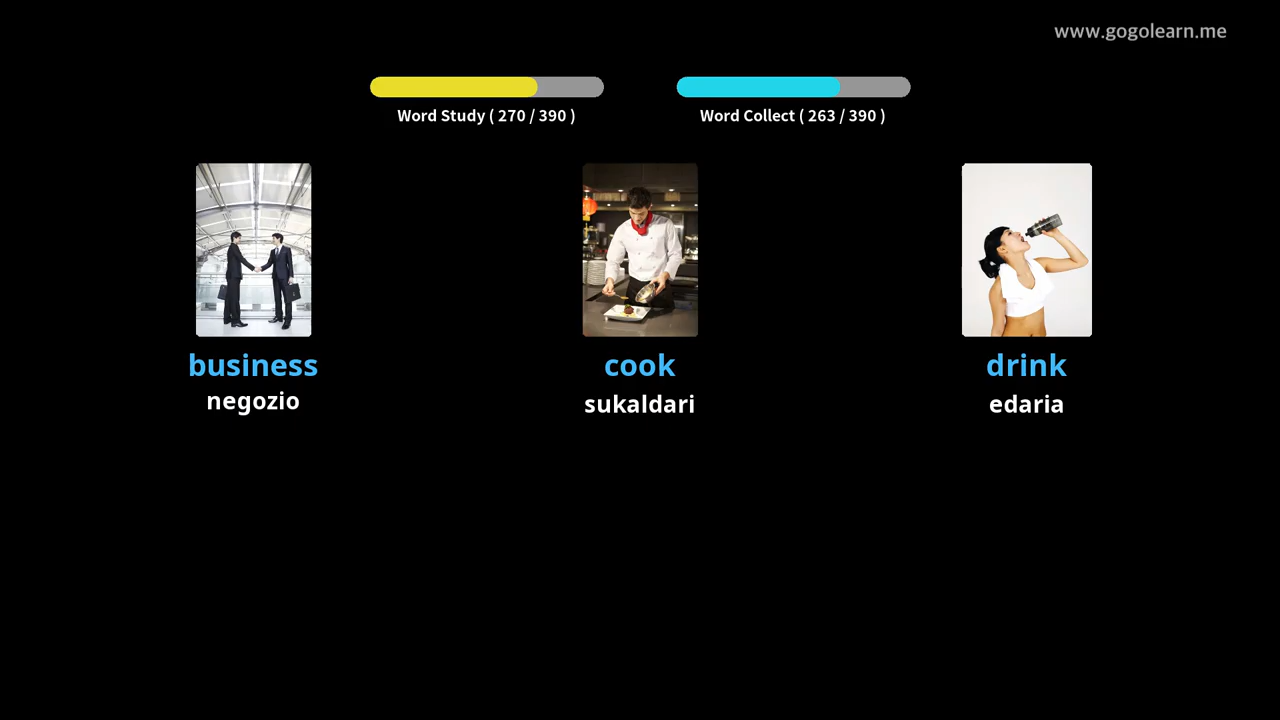 www.gogolearn.me
Word Study ( 270 / 390 )
Word Collect ( 263 / 390 )
business
cook
drink
negozio
sukaldari
edaria